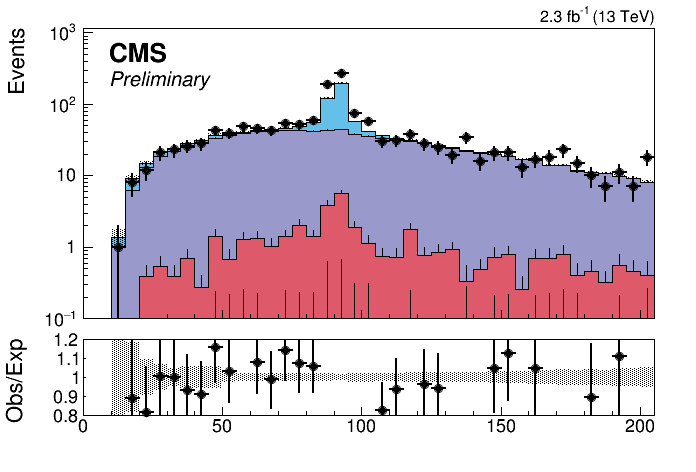 2.3 fb⁻¹ (13 TeV)
Events
10³
CMS
Preliminary
10²
10
1
10⁻¹
Obs/Exp
1.2
1.1
1
0.9
0.8
0 50 100 150 200